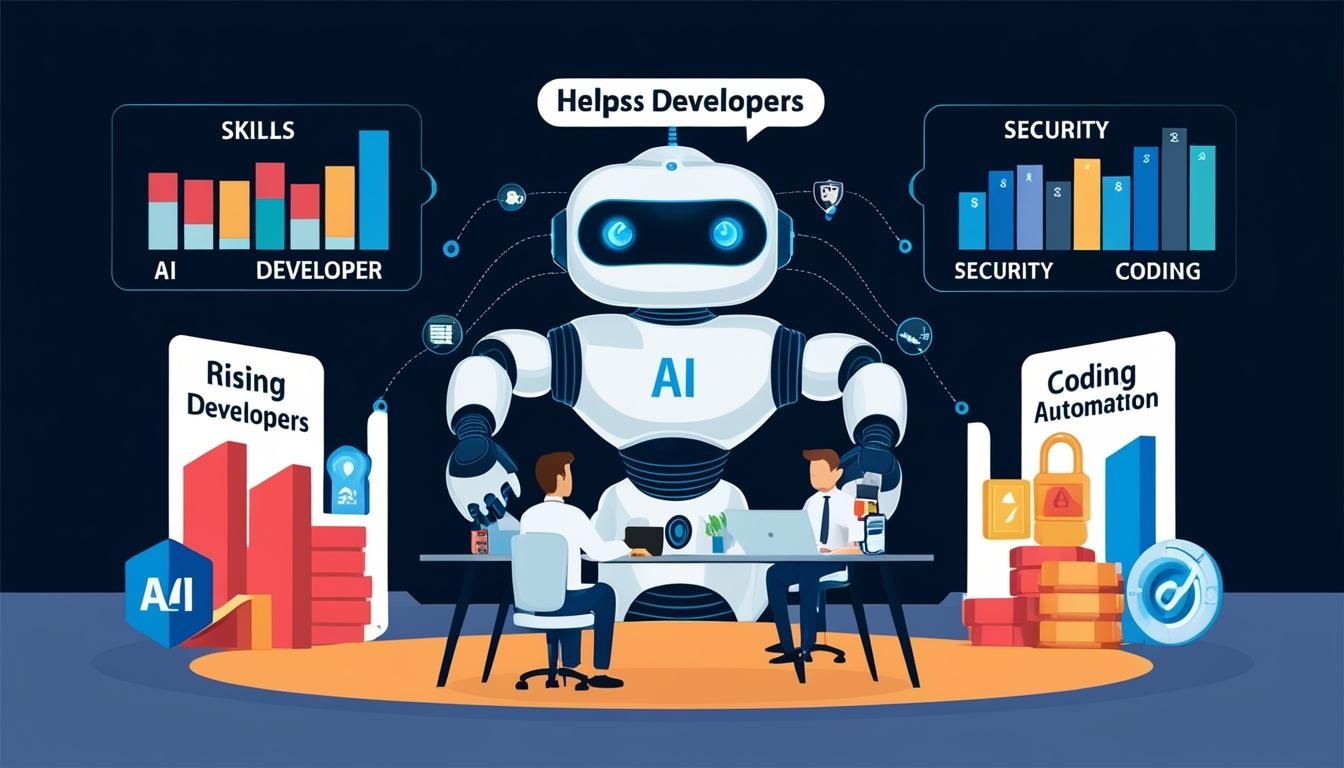 Helpss Developers
SKILLS
AI DEVELOPER
SECURITY
SECURITY CODING
AI
Rising
Developers
Coding
Automation